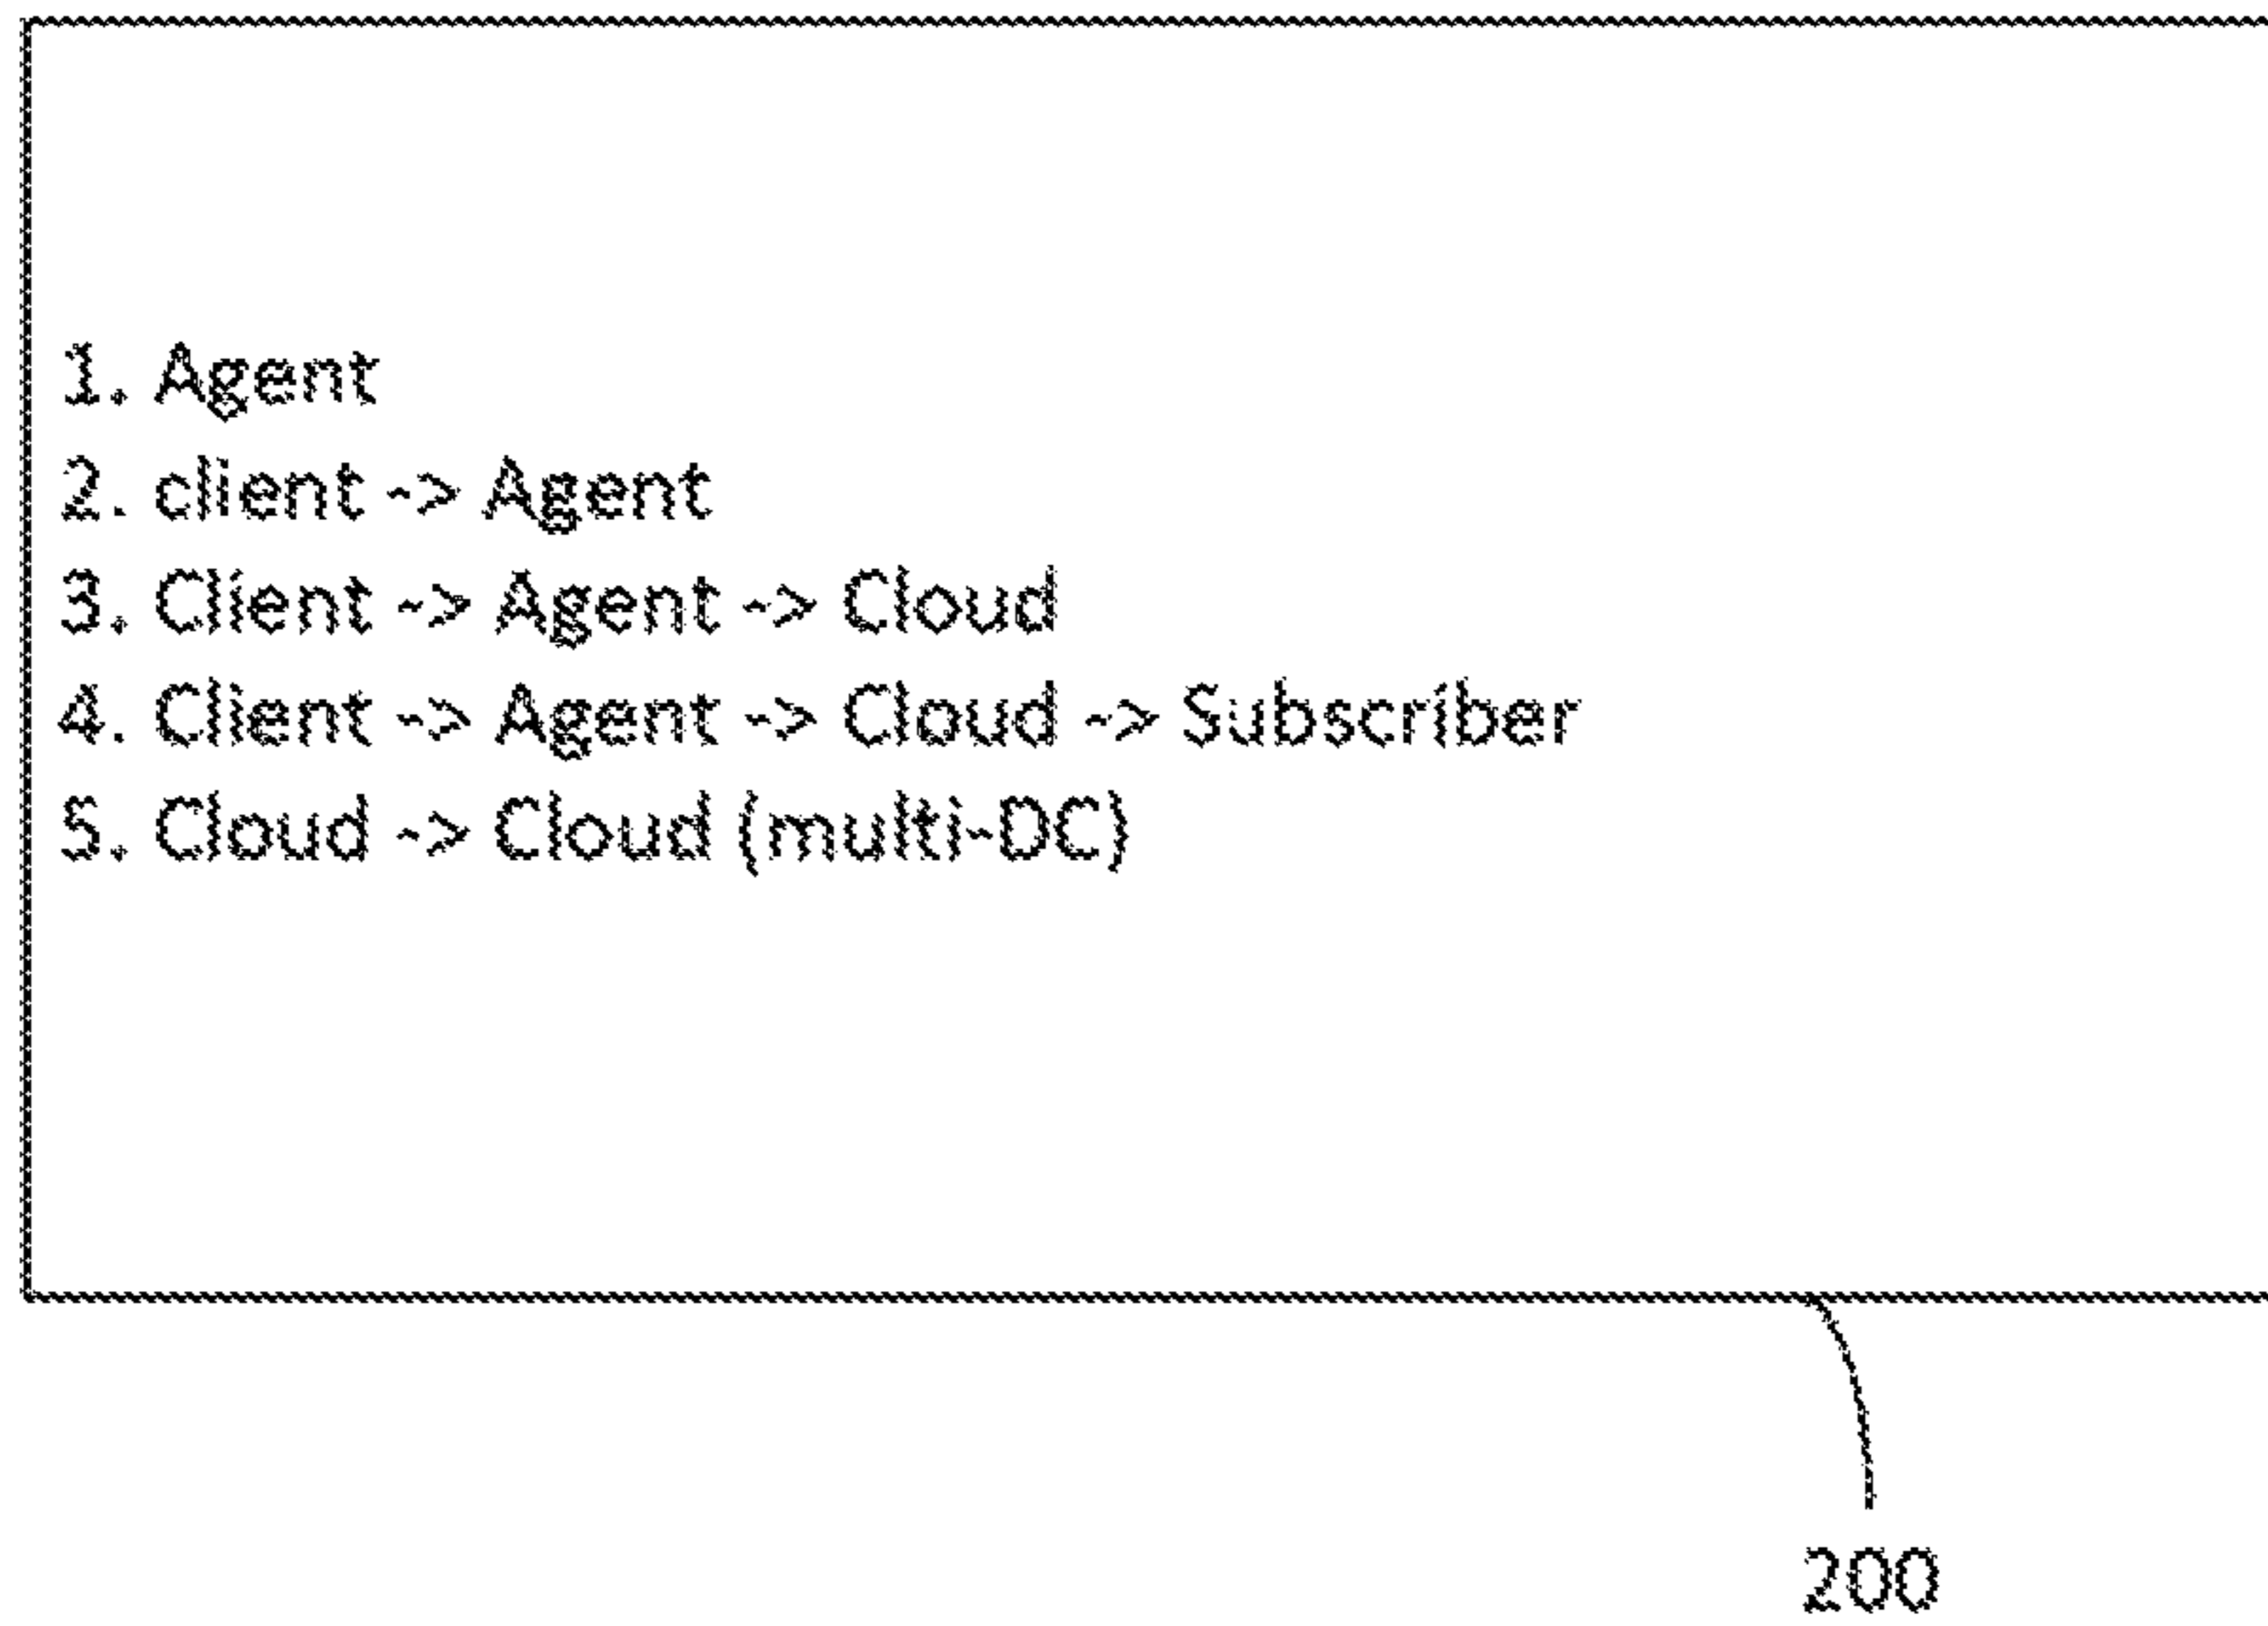 1. Agent
2. client -> Agent
3. Client -> Agent -> Cloud
4. Client -> Agent -> Cloud -> Subscriber
5. Cloud -> Cloud (multi-DC)
200